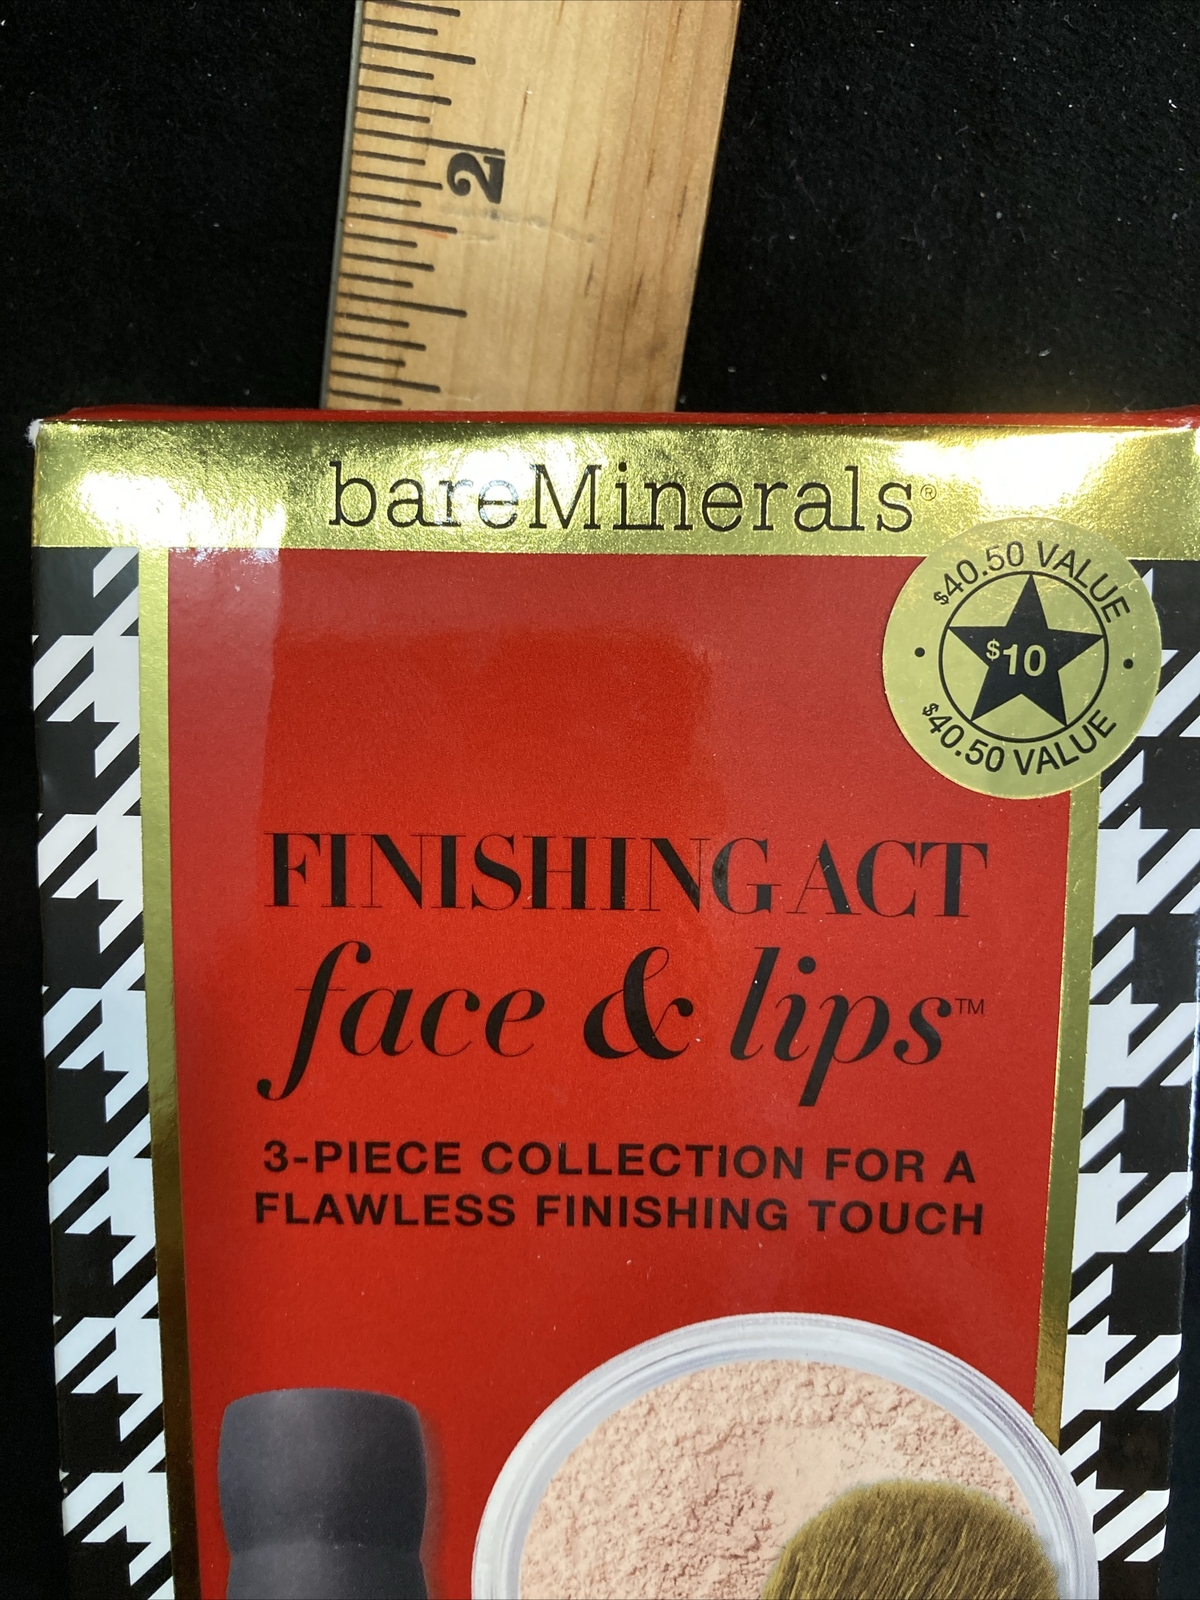 2
bareMinerals®
$40.50 VALUE
$10
$40.50 VALUE
FINISHING ACT
face & lips™
3-PIECE COLLECTION FOR A
FLAWLESS FINISHING TOUCH